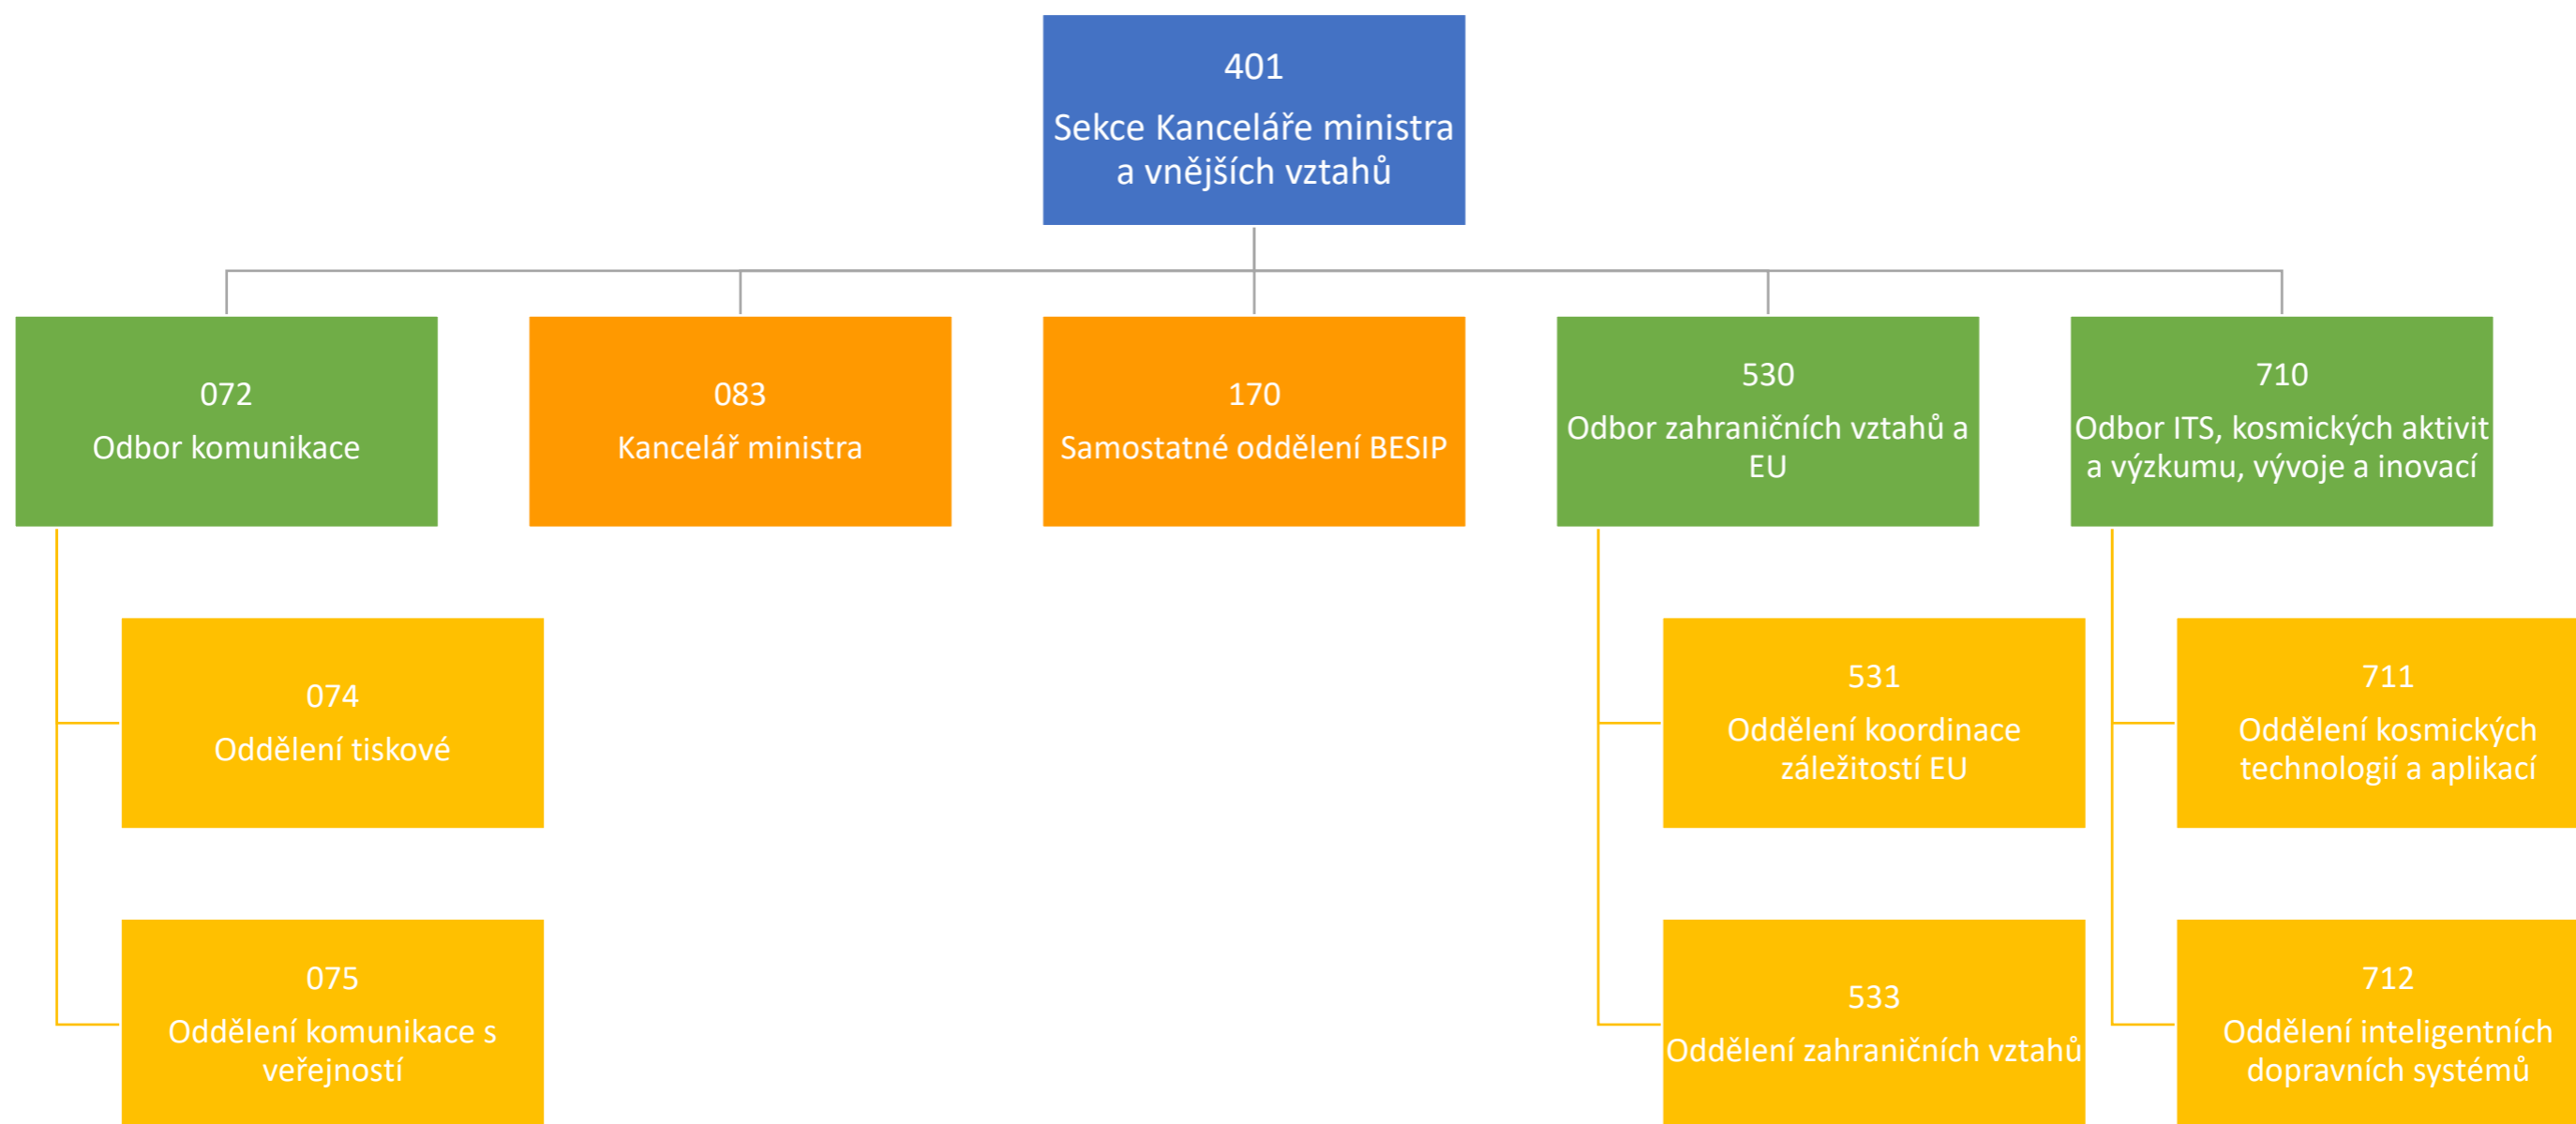 401
Sekce Kanceláře ministra
a vnějších vztahů
072
Odbor komunikace
083
Kancelář ministra
170
Samostatné oddělení BESIP
530
Odbor zahraničních vztahů a
EU
710
Odbor ITS, kosmických aktivit
a výzkumu, vývoje a inovací
074
Oddělení tiskové
531
Oddělení koordinace
záležitostí EU
711
Oddělení kosmických
technologií a aplikací
075
Oddělení komunikace s
veřejností
533
Oddělení zahraničních vztahů
712
Oddělení inteligentních
dopravních systémů